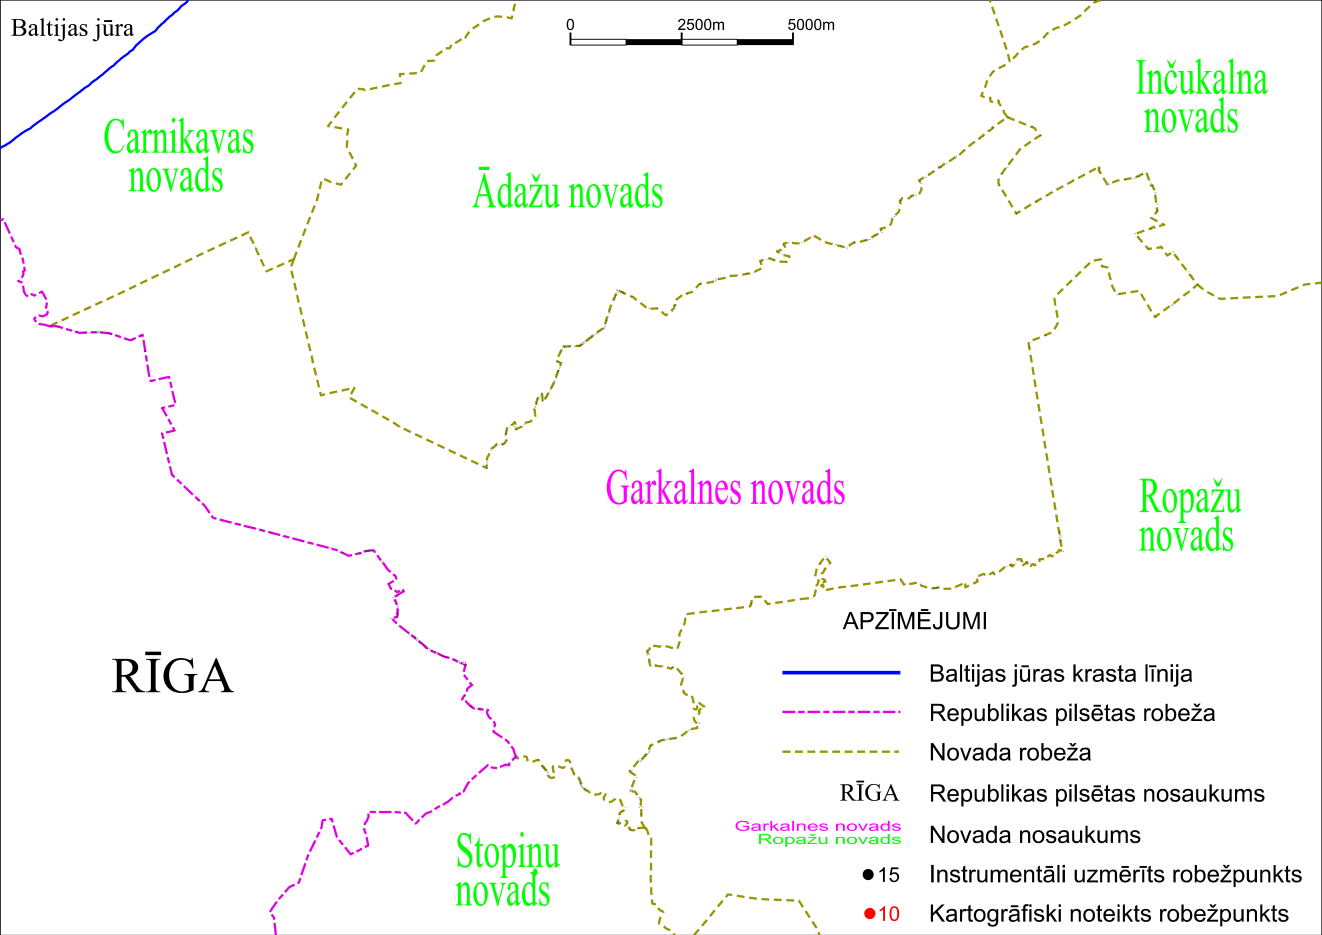 Baltijas jūra
0 2500m 5000m
Inčukalna
novads
Carnikavas
novads
Ādažu novads
Garkalnes novads
Ropažu
novads
RĪGA
Stopiņu
novads
APZĪMĒJUMI
Baltijas jūras krasta līnija
Republikas pilsētas robeža
Novada robeža
RĪGA Republikas pilsētas nosaukums
Garkalnes novads
Ropažu novads
Novada nosaukums
15 Instrumentāli uzmērīts robežpunkts
10 Kartogrāfiski noteikts robežpunkts